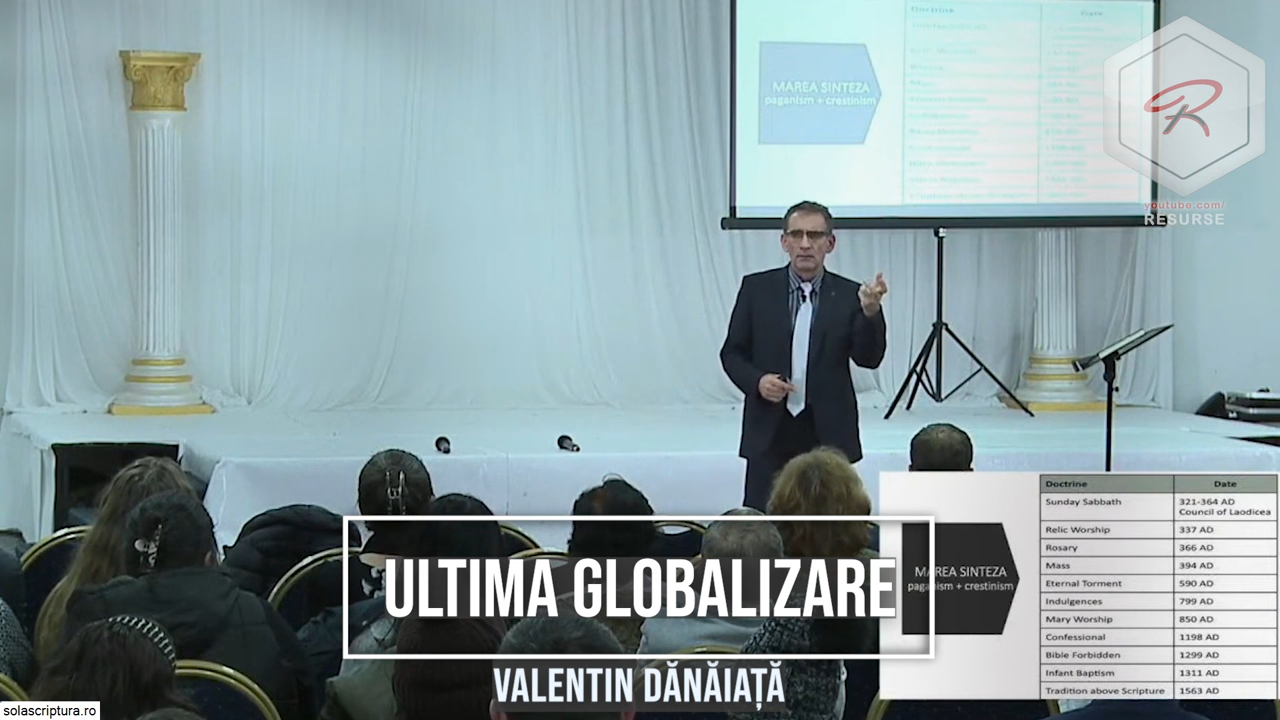 Doctrine
Date
MAREA SINTEZA
paganism + crestinism
youtube.com/
RESURSE
Doctrine Date
Sunday Sabbath 321-364 AD
Council of Laodicea
Relic Worship 337 AD
Rosary 366 AD
Mass 394 AD
Eternal Torment 590 AD
Indulgences 799 AD
Mary Worship 850 AD
Confessional 1198 AD
Bible Forbidden 1299 AD
Infant Baptism 1311 AD
Tradition above Scripture 1563 AD
MAREA SINTEZA
paganism + crestinism
ULTIMA GLOBALIZARE
VALENTIN DĂNĂIAȚĂ
solascriptura.ro